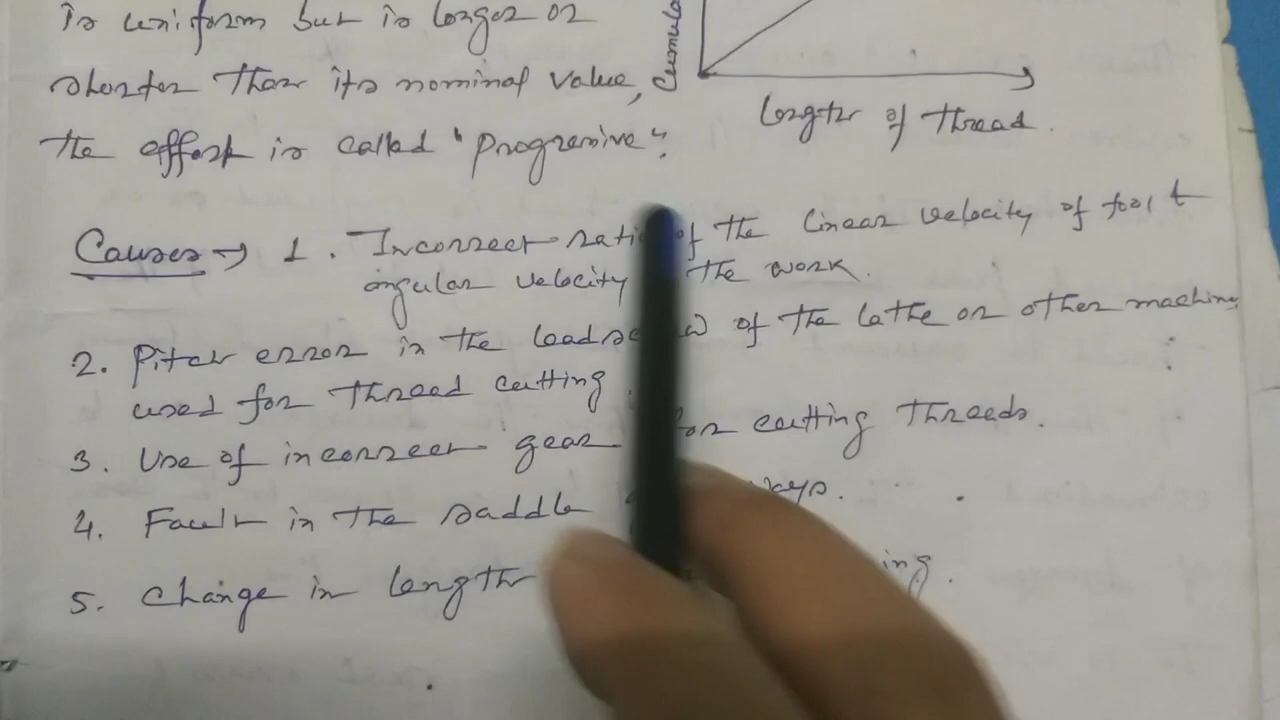 is uniform but is longer or
shorter than its nominal value,
the effort is called "Progressive".
Length of thread.
Causes → 1. Incorrect ratio of the linear velocity of tool &
angular velocity the work.
2. Pitch error in the leadscrew of the lathe or other machine
used for thread cutting.
3. Use of incorrect gear for cutting threads.
4. Fault in the saddle
5. Change in length